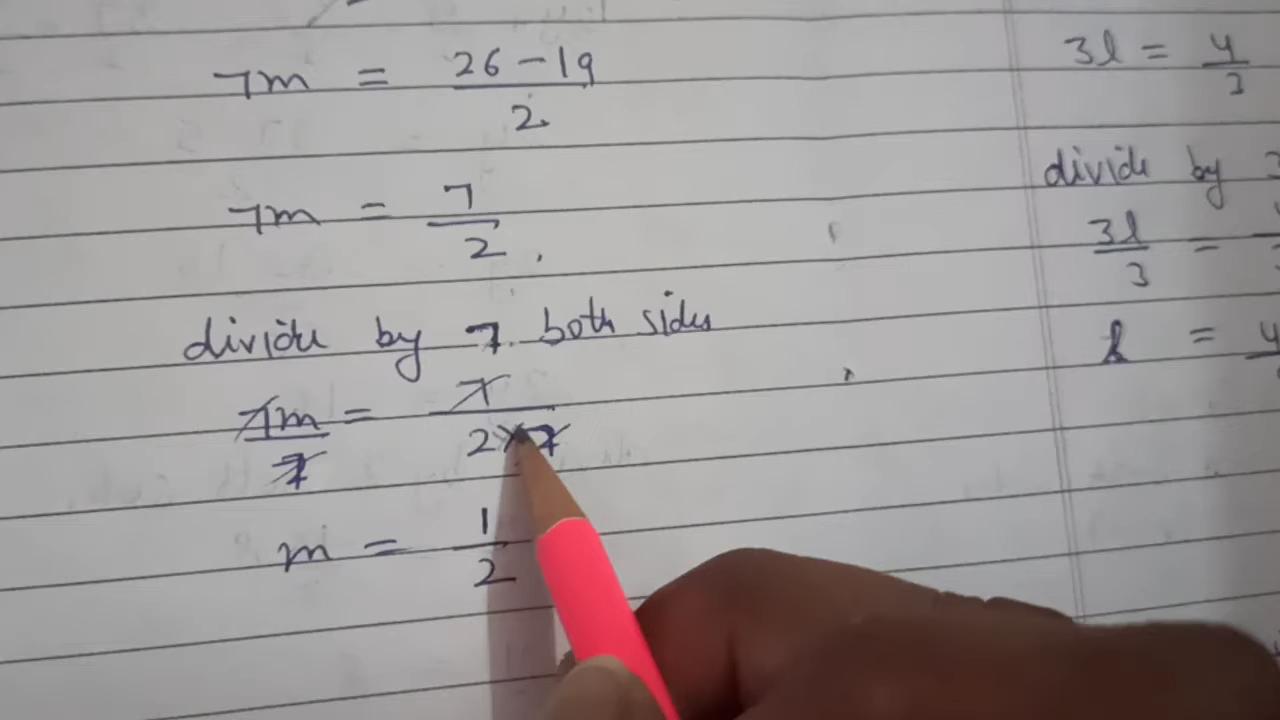 7m = 26 - 19 / 2
7m = 7 / 2
divide by 7 both sides
7m / 7 = 7 / 2 × 7
m = 1 / 2
3l = 4 / 3
divide by
3l / 3 =
l = 4